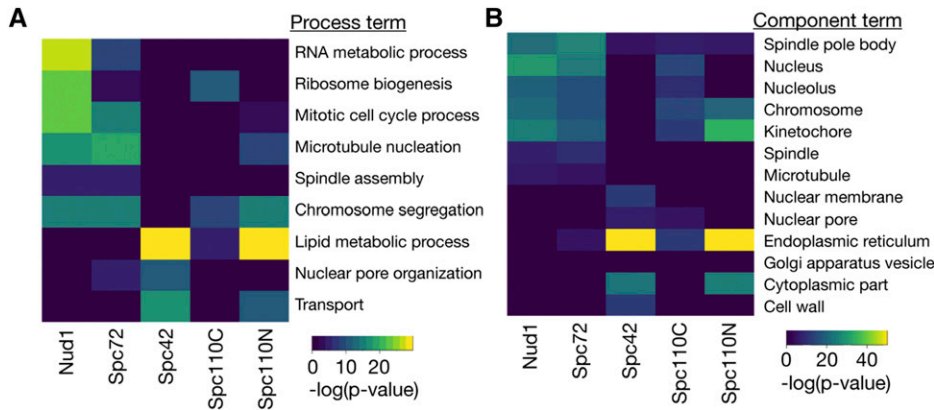 A
Process term
RNA metabolic process
Ribosome biogenesis
Mitotic cell cycle process
Microtubule nucleation
Spindle assembly
Chromosome segregation
Lipid metabolic process
Nuclear pore organization
Transport
Nud1
Spc72
Spc42
Spc110C
Spc110N
0 10 20
-log(p-value)
B
Component term
Spindle pole body
Nucleus
Nucleolus
Chromosome
Kinetochore
Spindle
Microtubule
Nuclear membrane
Nuclear pore
Endoplasmic reticulum
Golgi apparatus vesicle
Cytoplasmic part
Cell wall
Nud1
Spc72
Spc42
Spc110C
Spc110N
0 20 40
-log(p-value)